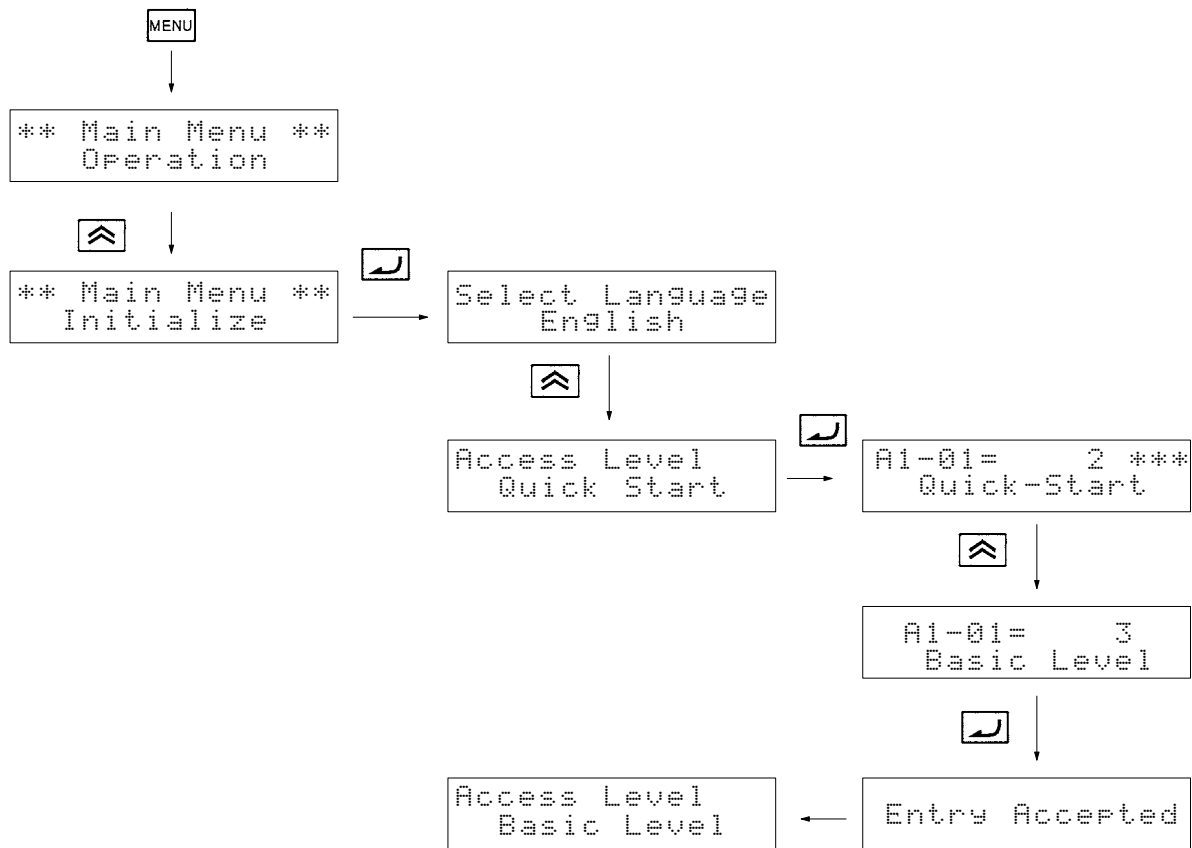 MENU
** Main Menu **
Operation
** Main Menu **
Initialize
Select Language
English
Access Level
Quick Start
A1-01= 2 ***
Quick-Start
A1-01= 3
Basic Level
Entry Accepted
Access Level
Basic Level